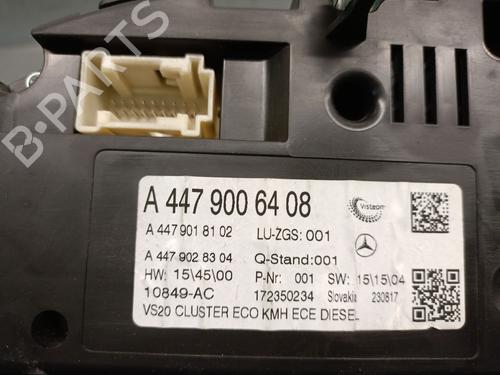 B-PARTS
A 447 900 64 08
Visteon
A 447 901 81 02 LU-ZGS: 001
A 447 902 83 04 Q-Stand:001
HW: 15/45/00 P-Nr: 001 SW: 15|15|04
10849-AC 172350234 Slovakia 230817
VS20 CLUSTER ECO KMH ECE DIESEL